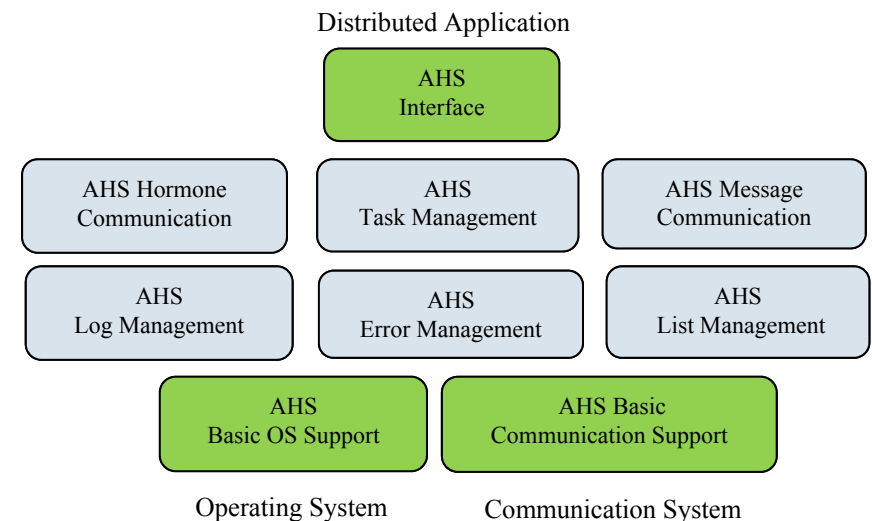 Distributed Application
AHS
Interface
AHS Hormone
Communication
AHS
Task Management
AHS Message
Communication
AHS
Log Management
AHS
Error Management
AHS
List Management
AHS
Basic OS Support
AHS Basic
Communication Support
Operating System
Communication System